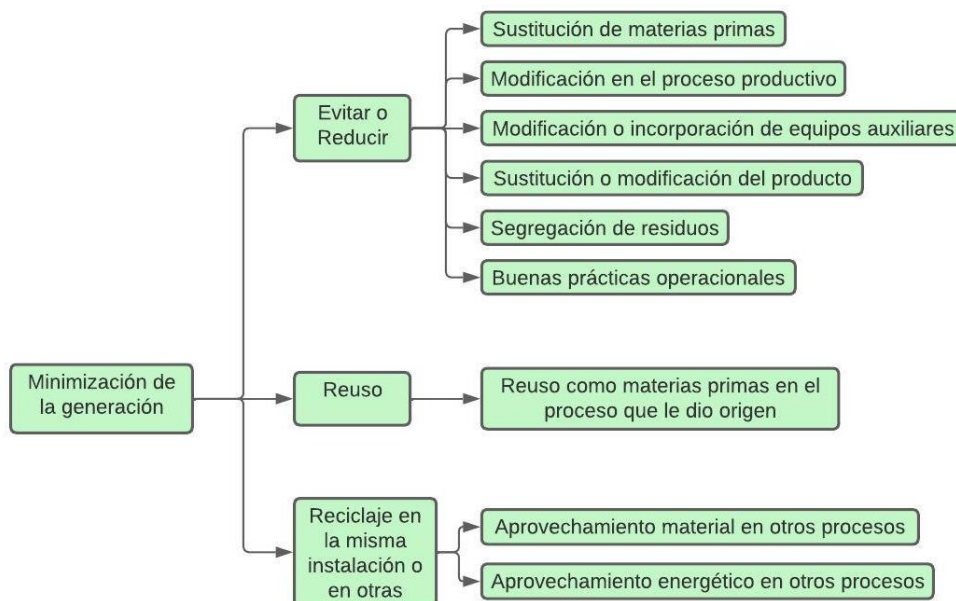 Sustitución de materias primas
Modificación en el proceso productivo
Evitar o
Reducir
Modificación o incorporación de equipos auxiliares
Sustitución o modificación del producto
Segregación de residuos
Buenas prácticas operacionales
Minimización de
la generación
Reuso
Reuso como materias primas en el
proceso que le dio origen
Reciclaje en
la misma
instalación o
en otras
Aprovechamiento material en otros procesos
Aprovechamiento energético en otros procesos